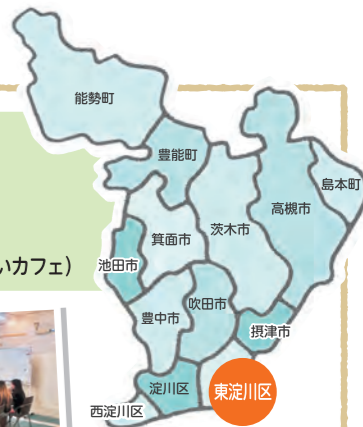 能勢町
豊能町
島本町
高槻市
茨木市
箕面市
いカフェ)
池田市
吹田市
豊中市
摂津市
淀川区
東淀川区
西淀川区